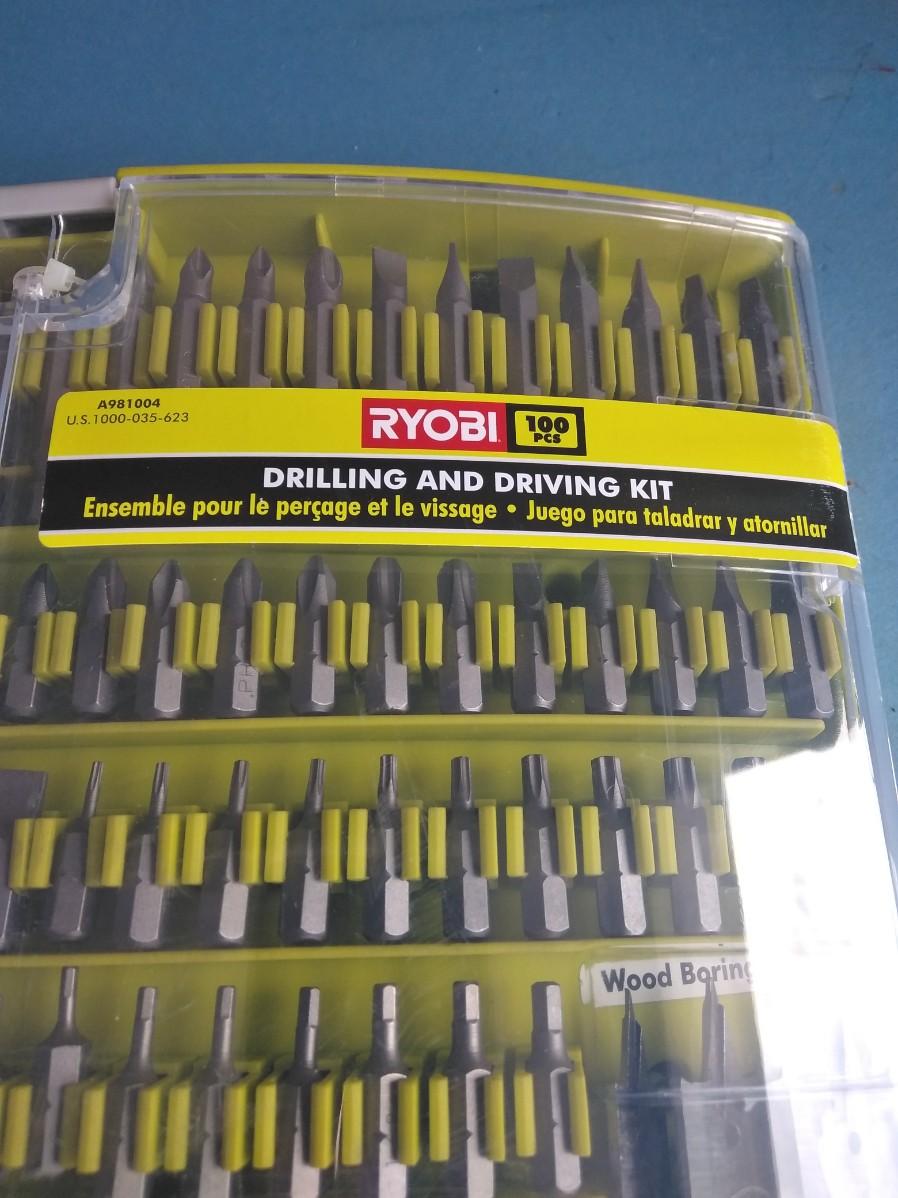 A981004
U.S.1000-035-623
RYOBI 100
PCS
DRILLING AND DRIVING KIT
Ensemble pour le perçage et le vissage • Juego para taladrar y atornillar
PH
Wood Boring